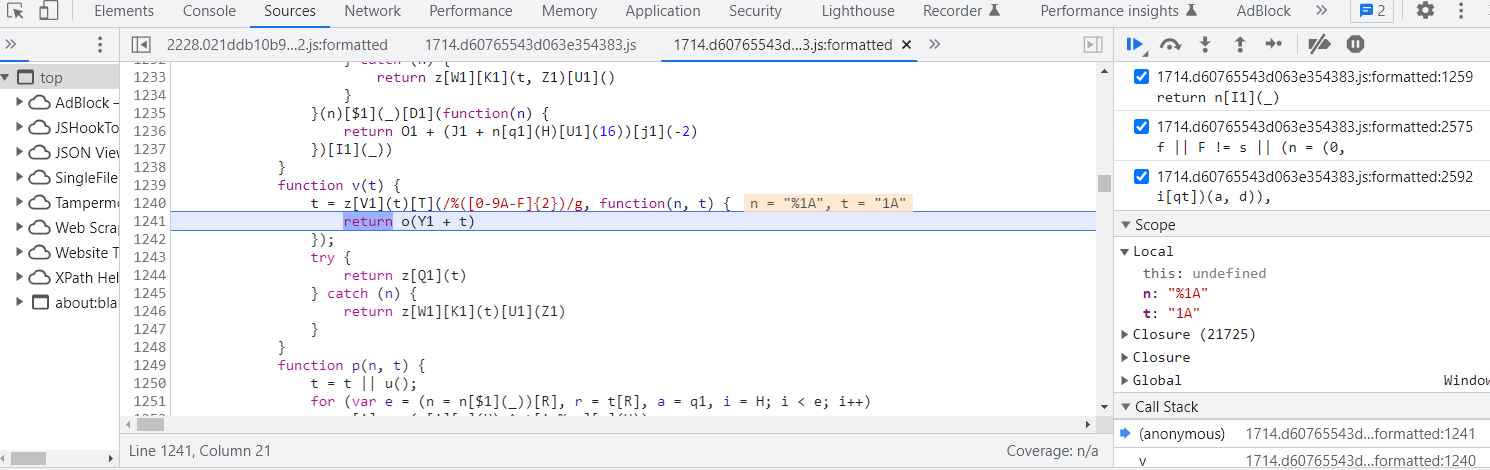 Elements Console Sources Network Performance Memory Application Security Lighthouse Recorder Performance insights AdBlock » 2
» 2228.021ddb10b9...2.js:formatted 1714.d60765543d063e354383.js 1714.d60765543d...3.js:formatted × »
top
AdBlock –
JSHookTo
JSON View
SingleFile
Tamperm
Web Scra
Website T
XPath Hel
about:bla
1233 return z[W1][K1](t, Z1)[U1]()
1234 }
1235 }(n)[$1](_)[D1](function(n) {
1236 return O1 + (J1 + n[q1](H)[U1](16))[j1](-2)
1237 })[I1](_))
1238 }
1239 function v(t) {
1240 t = z[V1](t)[T](/%([0-9A-F]{2})/g, function(n, t) { n = "%1A", t = "1A"
1241 return o(Y1 + t)
1242 });
1243 try {
1244 return z[Q1](t)
1245 } catch (n) {
1246 return z[W1][K1](t)[U1](Z1)
1247 }
1248 }
1249 function p(n, t) {
1250 t = t || u();
1251 for (var e = (n = n[$1](_))[R], r = t[R], a = q1, i = H; i < e; i++)
Line 1241, Column 21 Coverage: n/a
1714.d60765543d063e354383.js:formatted:1259
return n[I1](_)
1714.d60765543d063e354383.js:formatted:2575
f || F != s || (n = (0,
1714.d60765543d063e354383.js:formatted:2592
i[qt])(a, d)),
Scope
Local
this: undefined
n: "%1A"
t: "1A"
Closure (21725)
Closure
Global Window
Call Stack
(anonymous) 1714.d60765543d...formatted:1241
v 1714.d60765543d...formatted:1240